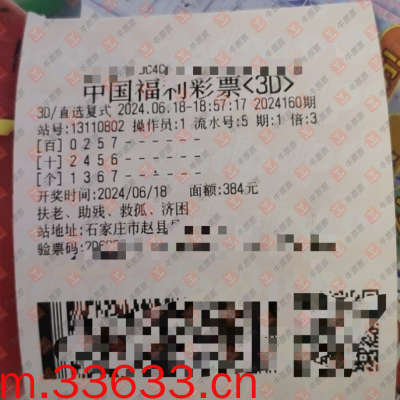 中国福利彩票<3D>
3D/直选复式 2024.06.18-18:57:17 2024160期
站号:13110802 操作员:1 流水号:5 期:1 倍:3
[百] 0 2 5 7 - - - - - -
[十] 2 4 5 6 - - - - - -
[个] 1 3 6 7 - - - - - -
开奖时间:2024/06/18 面额:384元
扶老、助残、救孤、济困
站地址:石家庄市赵县
验票码:
m.33633.cn